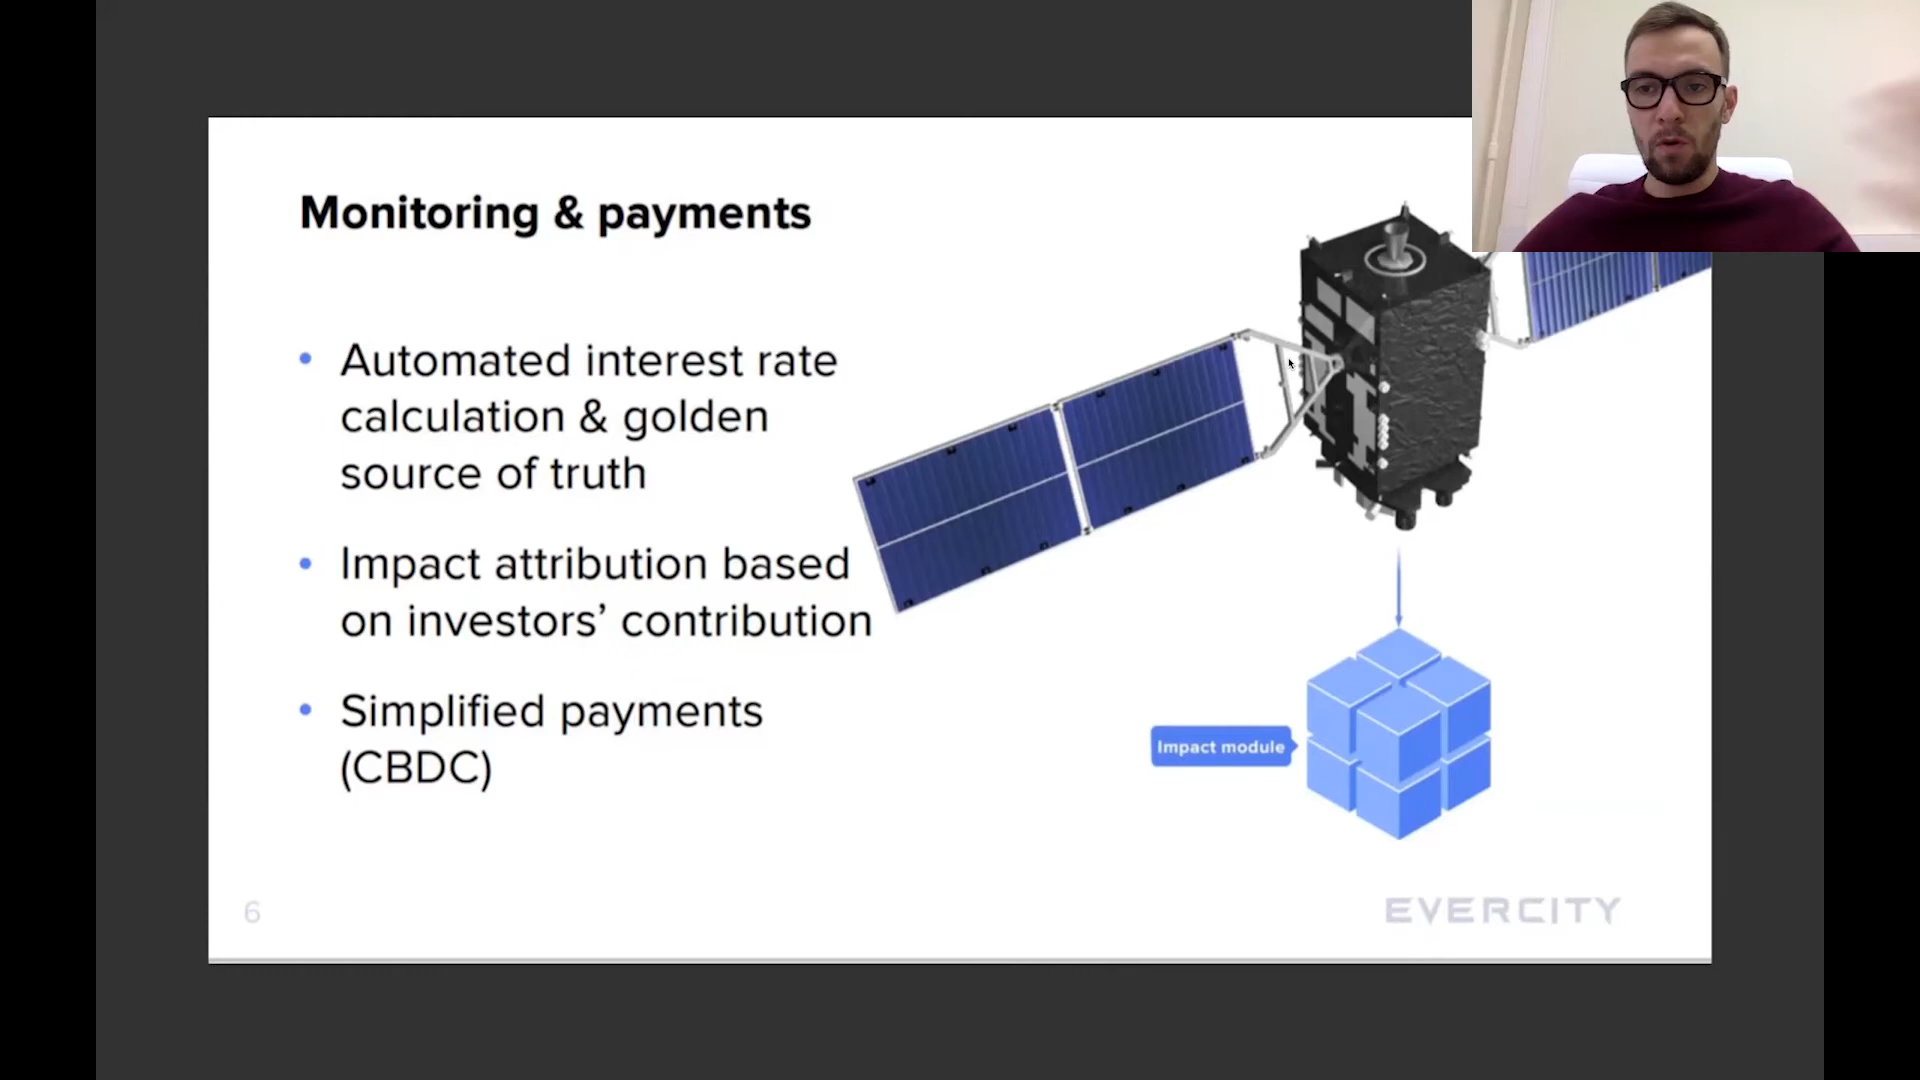 Monitoring & payments
• Automated interest rate
calculation & golden
source of truth
• Impact attribution based
on investors’ contribution
• Simplified payments
(CBDC)
Impact module
6
EVERCITY